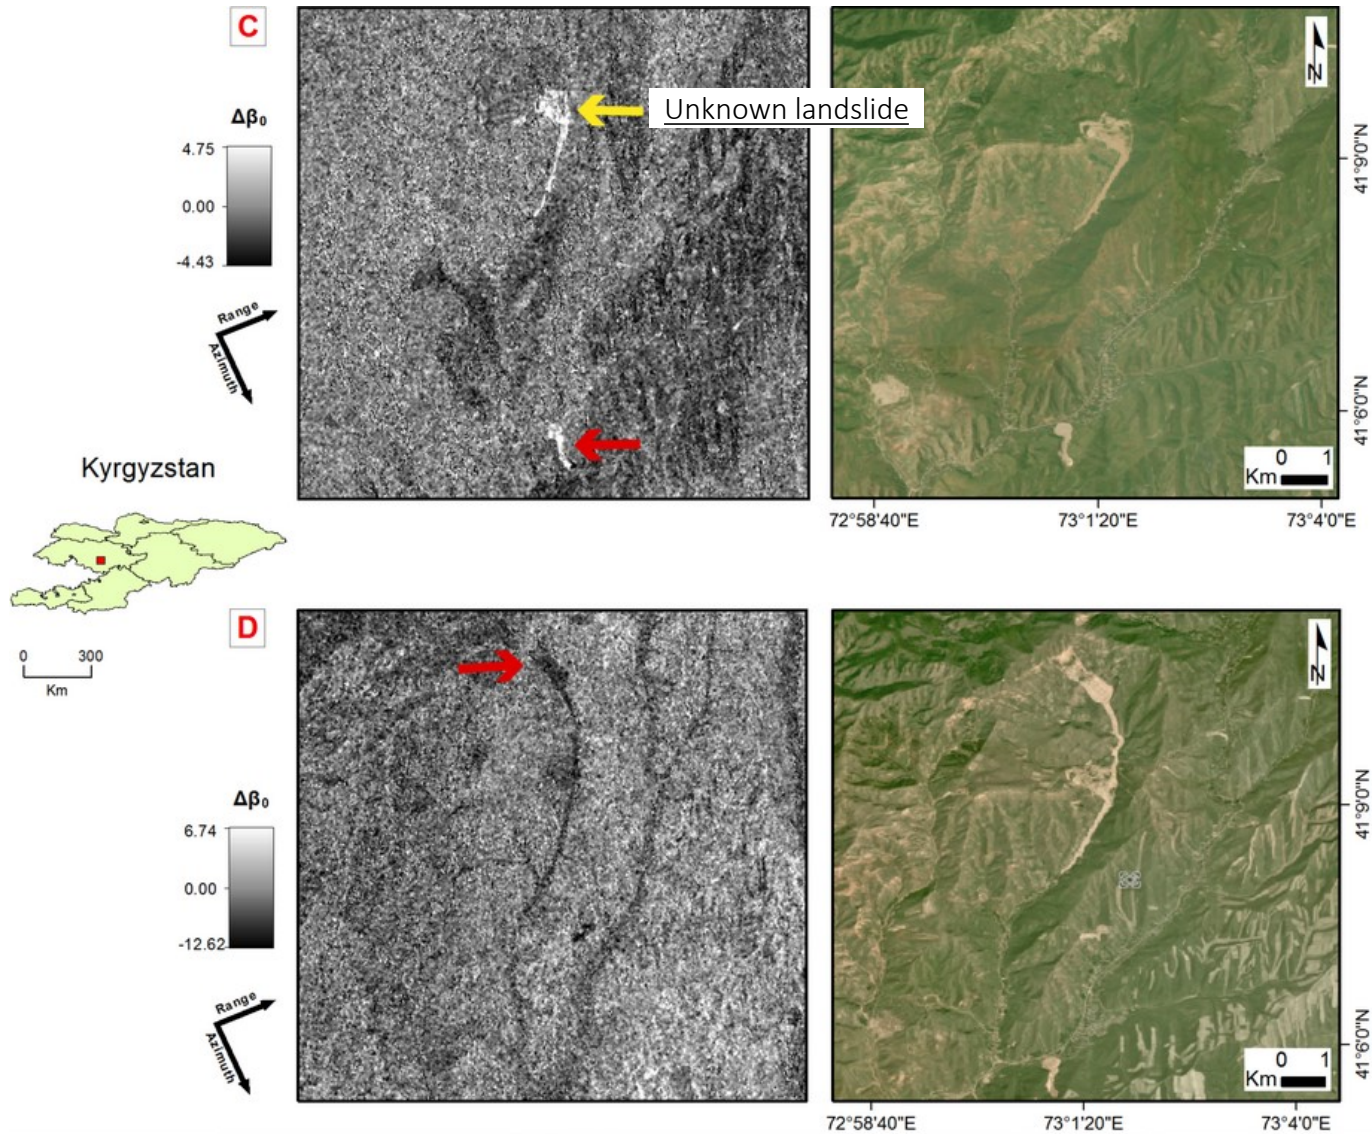 C
Unknown landslide
N
Δβ₀
4.75
0.00
-4.43
Range
Azimuth
41°9'0"N
41°6'0"N
0 1
Km
72°58'40"E 73°1'20"E 73°4'0"E
Kyrgyzstan
0 300
Km
D
N
Δβ₀
6.74
0.00
-12.62
Range
Azimuth
41°9'0"N
41°6'0"N
0 1
Km
72°58'40"E 73°1'20"E 73°4'0"E